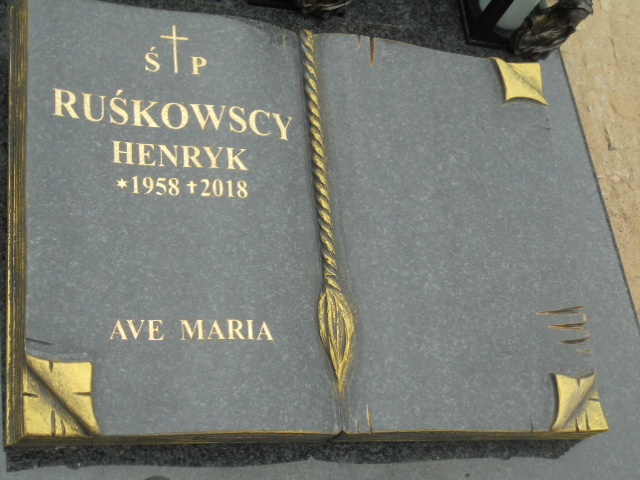 Ś✝P
RUŚKOWSCY
HENRYK
*1958 ✝2018
AVE MARIA